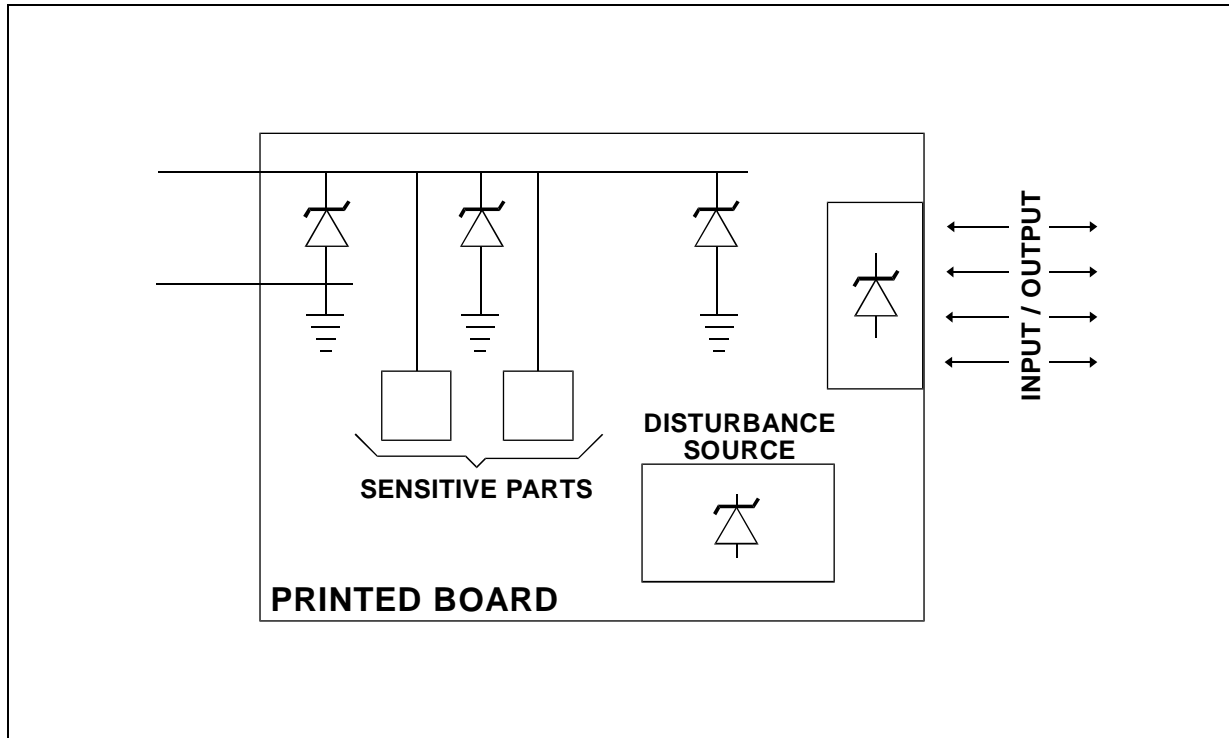 INPUT / OUTPUT
DISTURBANCE
SOURCE
SENSITIVE PARTS
PRINTED BOARD